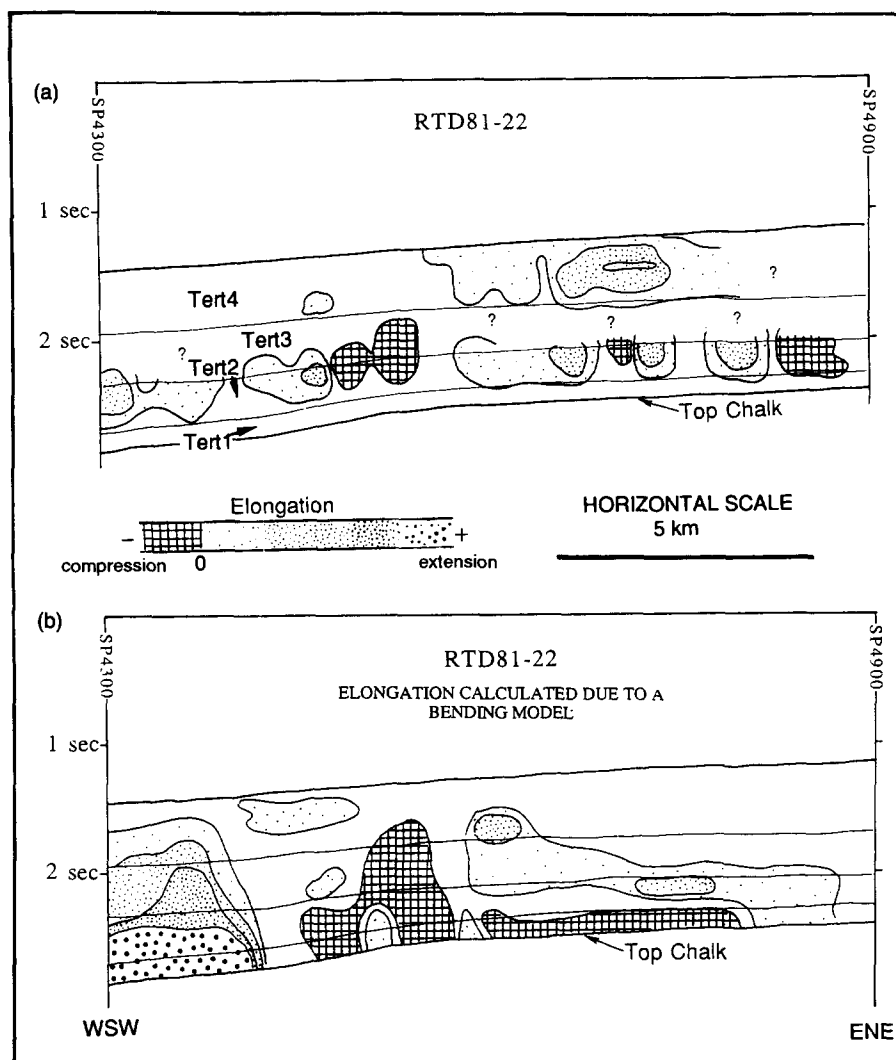 (a)
SP4300
RTD81-22
SP4900
1 sec
Tert4
?
2 sec
?
Tert3
?
?
?
Tert2
Tert1
Top Chalk
Elongation
-
+
compression
0
extension
HORIZONTAL SCALE
5 km
(b)
SP4300
RTD81-22
SP4900
ELONGATION CALCULATED DUE TO A
BENDING MODEL
1 sec
2 sec
Top Chalk
WSW
ENE